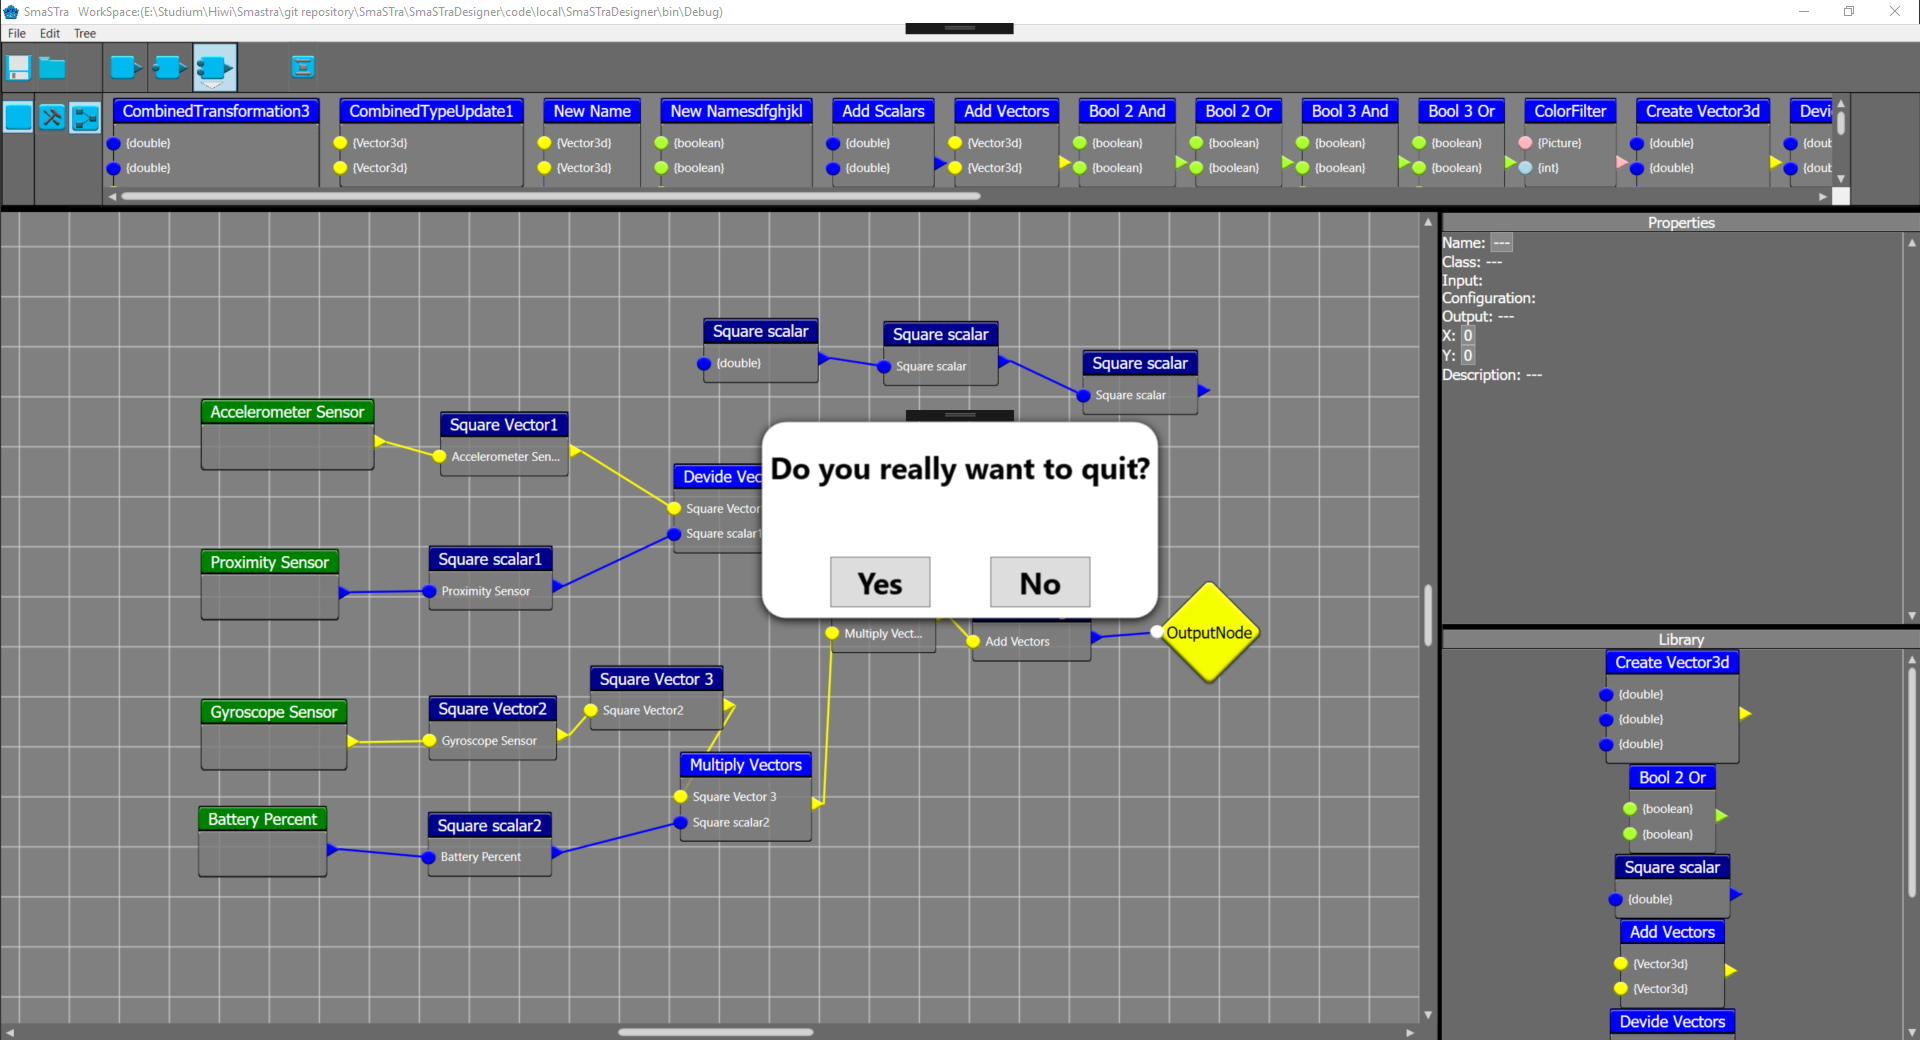 SmaSTra WorkSpace:(E:\Studium\Hiwi\Smastra\git repository\SmaSTra\SmaSTraDesigner\code\local\SmaSTraDesigner\bin\Debug)
File Edit Tree
CombinedTransformation3
{double}
{double}
CombinedTypeUpdate1
{Vector3d}
{Vector3d}
New Name
{Vector3d}
{Vector3d}
New Namesdfghjkl
{boolean}
{boolean}
Add Scalars
{double}
{double}
Add Vectors
{Vector3d}
{Vector3d}
Bool 2 And
{boolean}
{boolean}
Bool 2 Or
{boolean}
{boolean}
Bool 3 And
{boolean}
{boolean}
Bool 3 Or
{boolean}
{boolean}
ColorFilter
{Picture}
{int}
Create Vector3d
{double}
{double}
Devi
{doub
{doub
Square scalar
{double}
Square scalar
Square scalar
Square scalar
Square scalar
Accelerometer Sensor
Square Vector1
Accelerometer Sen...
Devide Vec
Square Vector
Square scalar1
Proximity Sensor
Square scalar1
Proximity Sensor
Do you really want to quit?
Yes No
Multiply Vect...
Add Vectors
OutputNode
Gyroscope Sensor
Square Vector2
Gyroscope Sensor
Square Vector 3
Square Vector2
Multiply Vectors
Square Vector 3
Square scalar2
Battery Percent
Square scalar2
Battery Percent
Properties
Name: ---
Class: ---
Input:
Configuration:
Output: ---
X: 0
Y: 0
Description: ---
Library
Create Vector3d
{double}
{double}
{double}
Bool 2 Or
{boolean}
{boolean}
Square scalar
{double}
Add Vectors
{Vector3d}
{Vector3d}
Devide Vectors